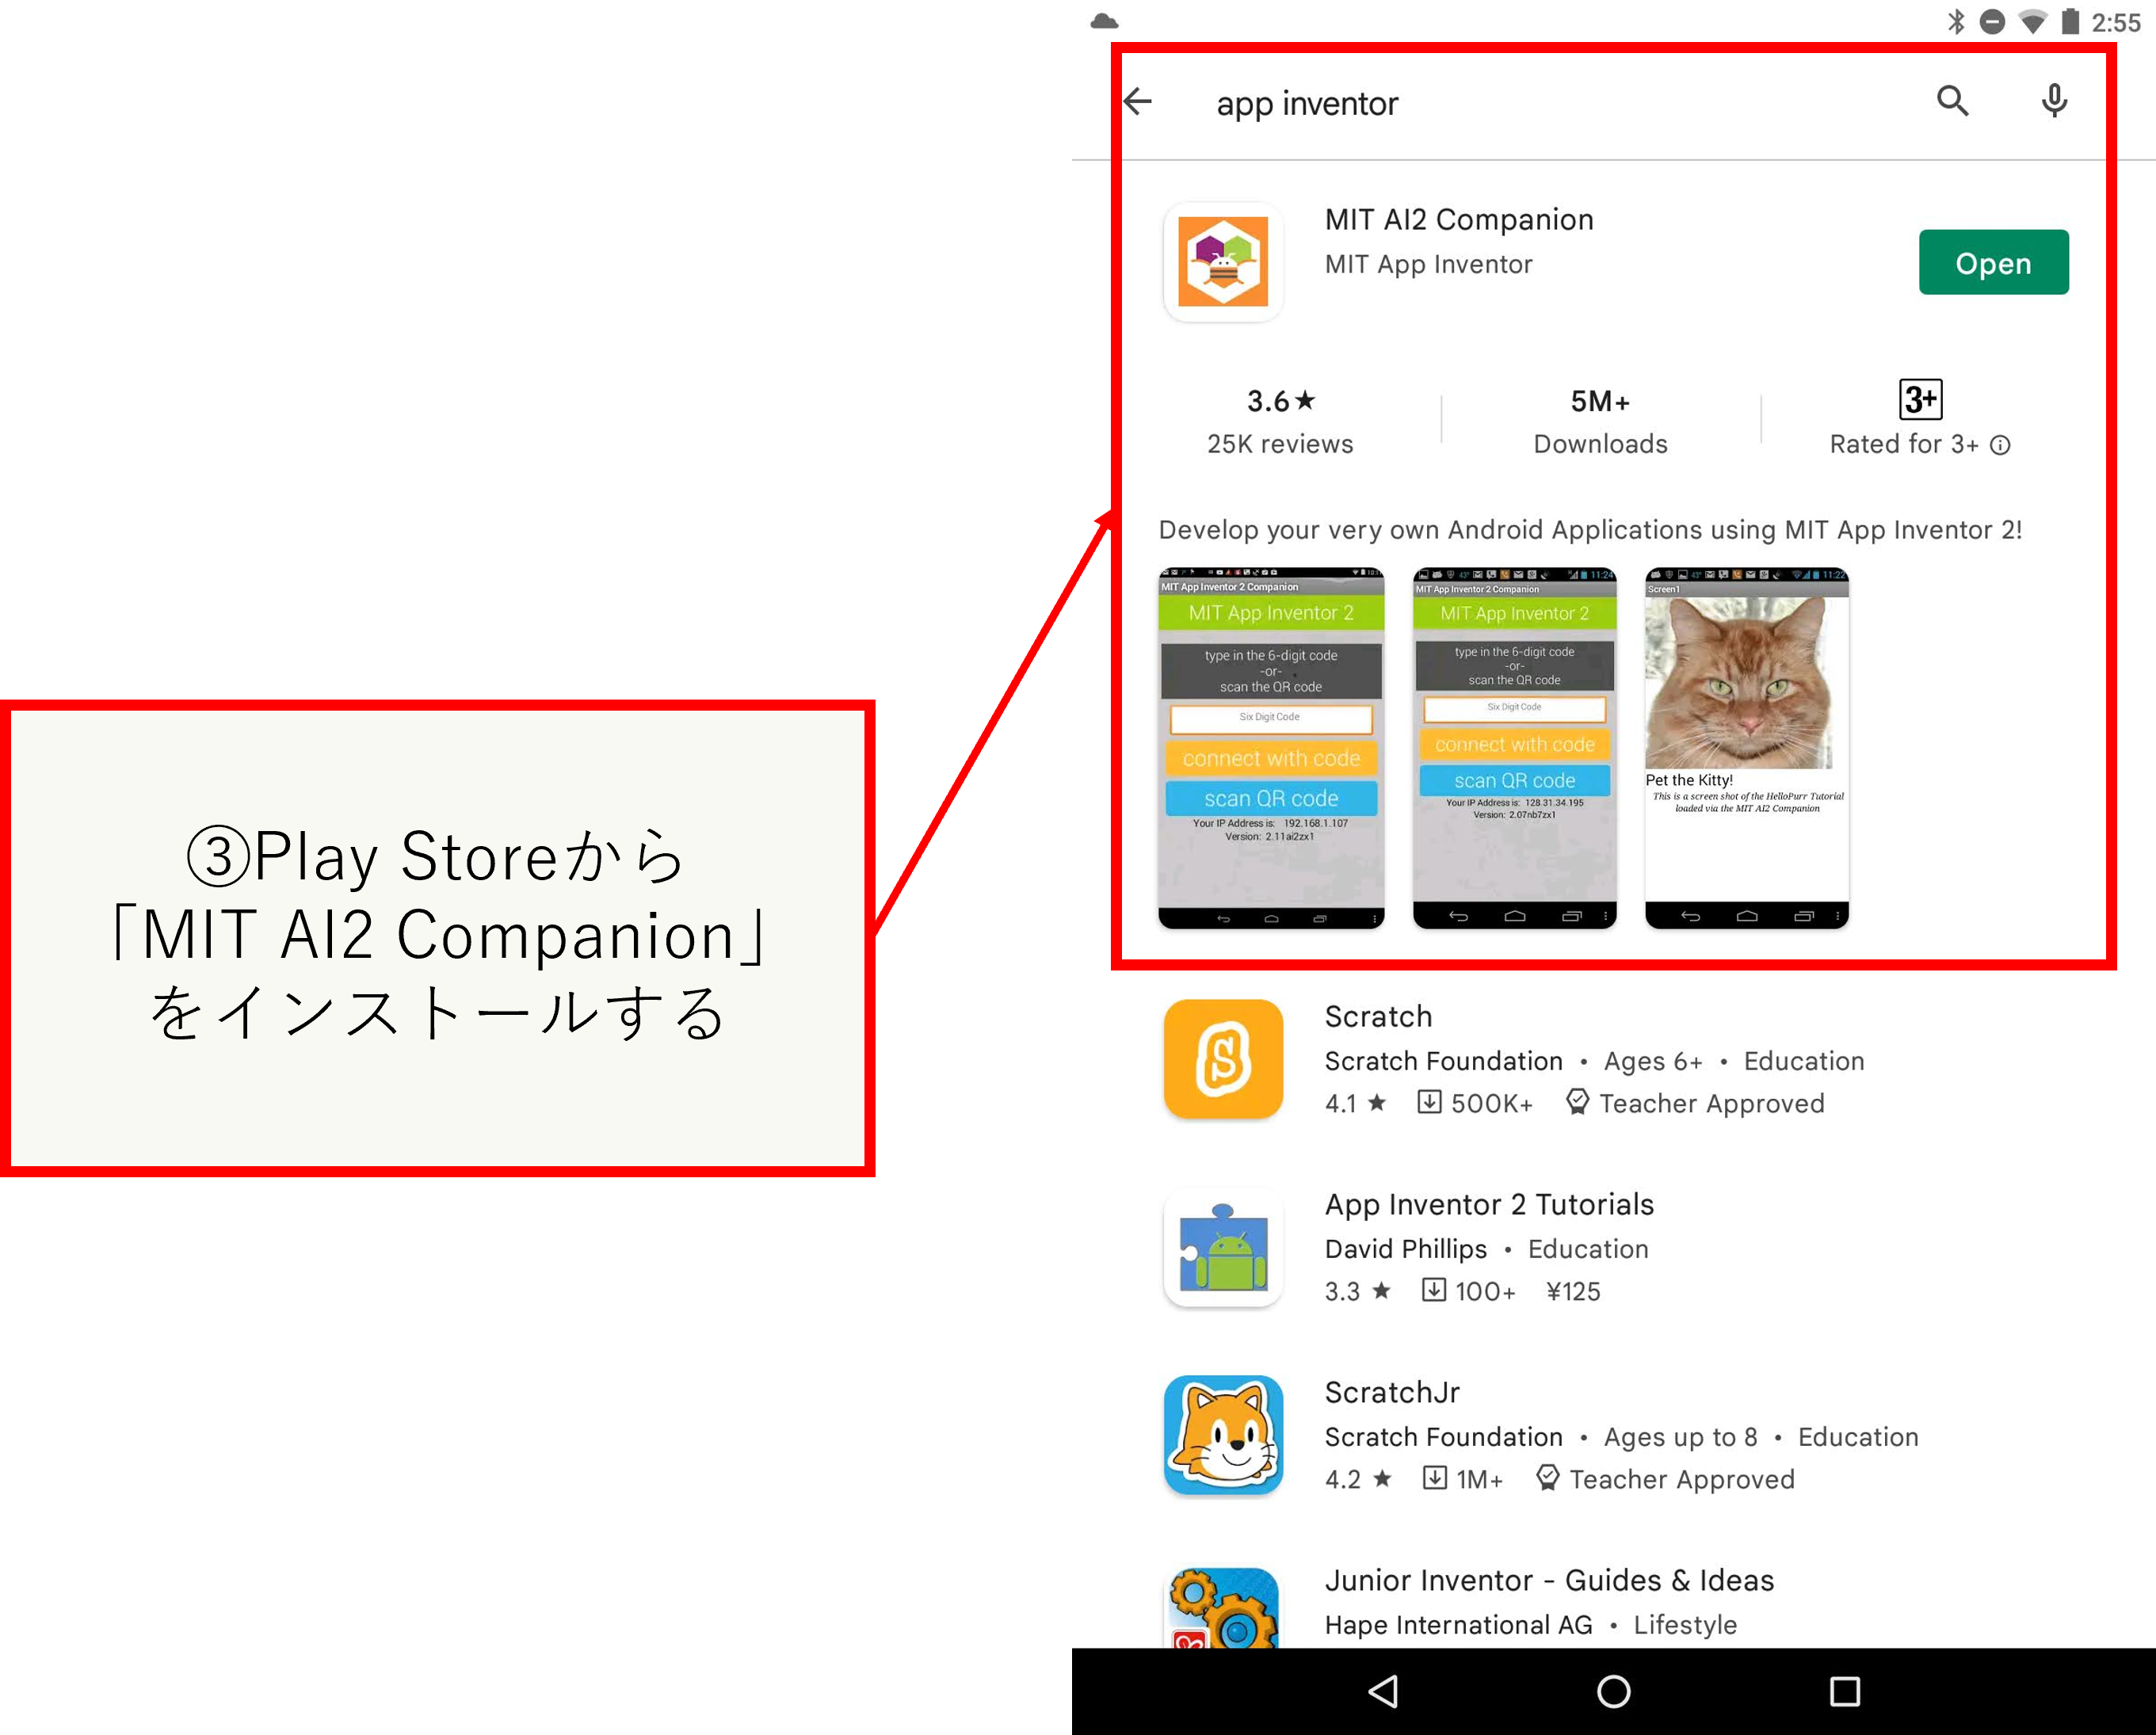 ③Play Storeから
「MIT AI2 Companion」
をインストールする
2:55
app inventor
MIT AI2 Companion
MIT App Inventor
Open
3.6★
25K reviews
5M+
Downloads
3+
Rated for 3+
Develop your very own Android Applications using MIT App Inventor 2!
MIT App Inventor 2 Companion
MIT App Inventor 2
type in the 6-digit code
-or-
scan the QR code
Six Digit Code
connect with code
scan QR code
Your IP Address is: 192.168.1.107
Version: 2.11ai2zx1
11:24
MIT App Inventor 2 Companion
MIT App Inventor 2
type in the 6-digit code
-or-
scan the QR code
Six Digit Code
connect with code
scan QR code
Your IP Address is: 128.31.34.195
Version: 2.07nb7zx1
11:22
Screen1
Pet the Kitty!
This is a screen shot of the HelloPurr Tutorial
loaded via the MIT AI2 Companion
Scratch
Scratch Foundation • Ages 6+ • Education
4.1 ★ 500K+ Teacher Approved
App Inventor 2 Tutorials
David Phillips • Education
3.3 ★ 100+ ¥125
ScratchJr
Scratch Foundation • Ages up to 8 • Education
4.2 ★ 1M+ Teacher Approved
Junior Inventor - Guides & Ideas
Hape International AG • Lifestyle